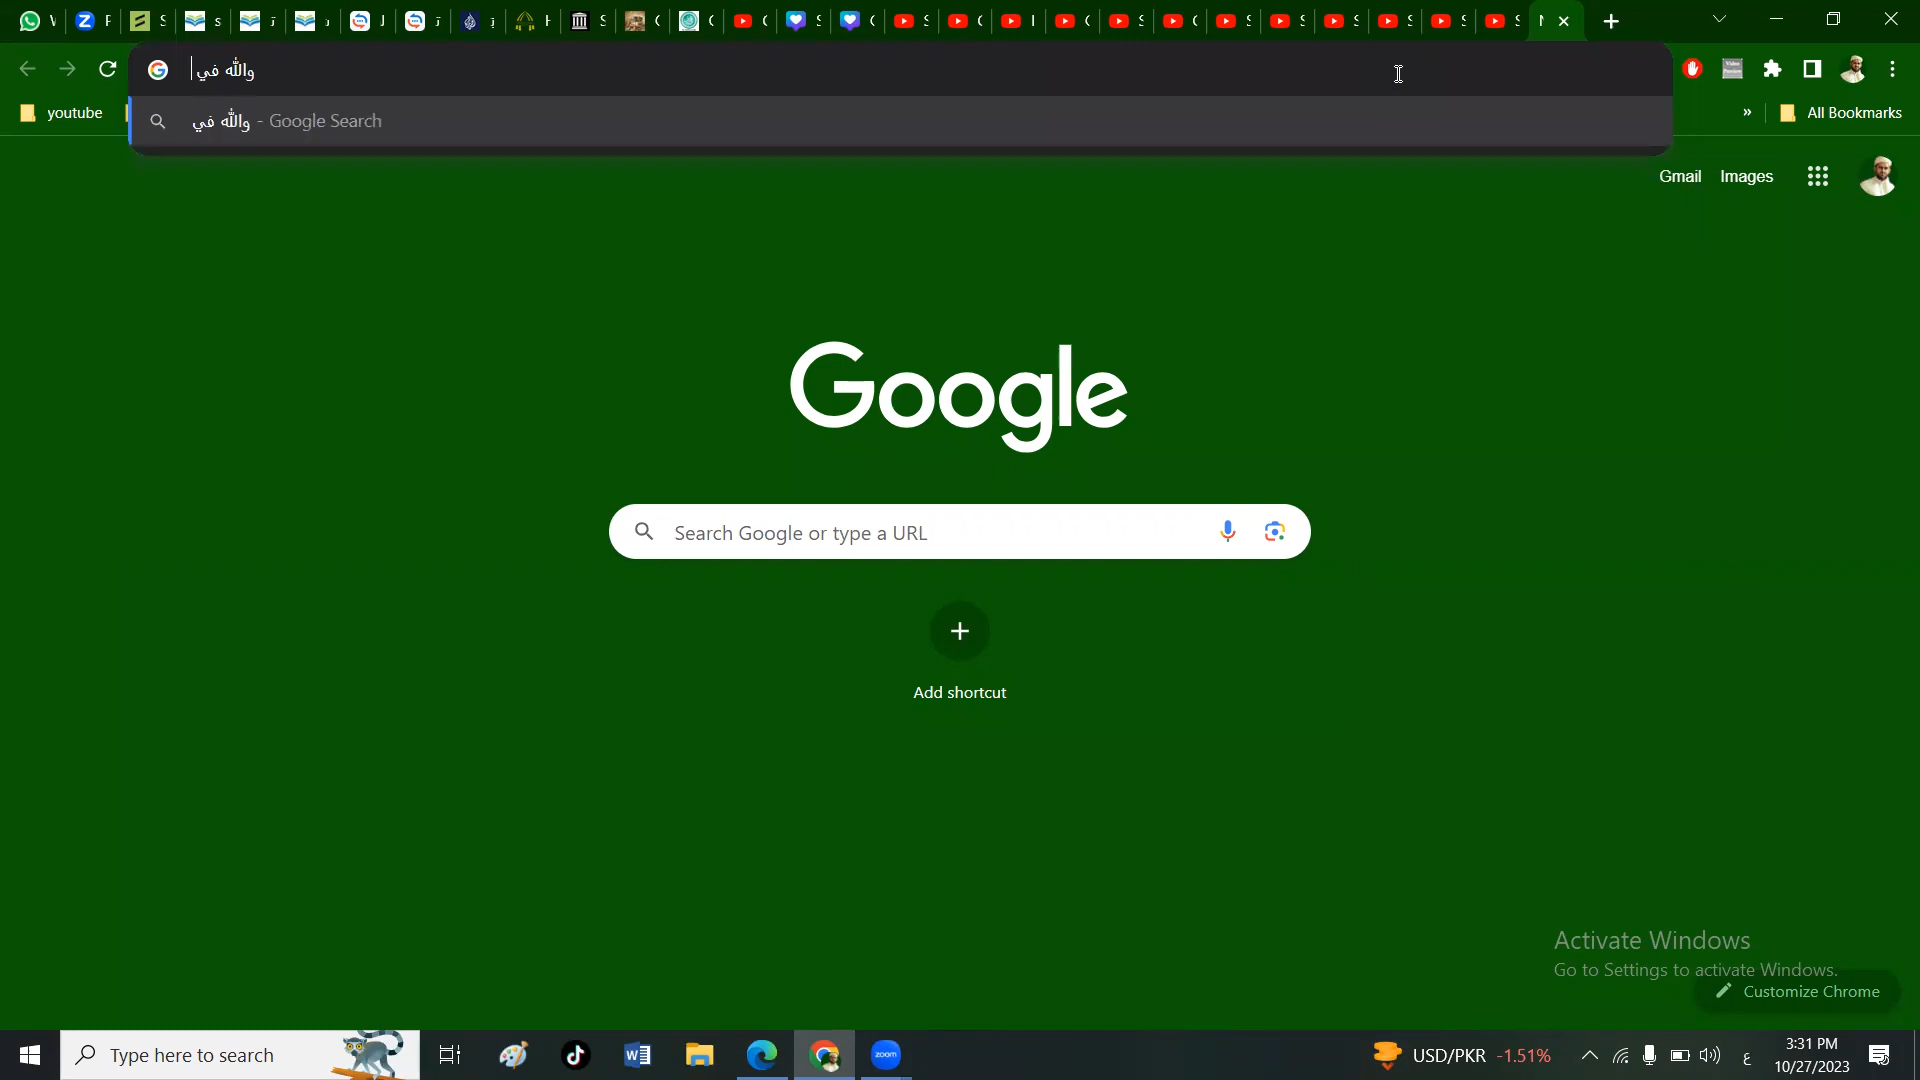 والله في
والله في - Google Search
youtube
» All Bookmarks
Gmail Images
Google
Search Google or type a URL
Add shortcut
Activate Windows
Go to Settings to activate Windows.
Customize Chrome
Type here to search
zoom
USD/PKR -1.51%
ع
3:31 PM
10/27/2023